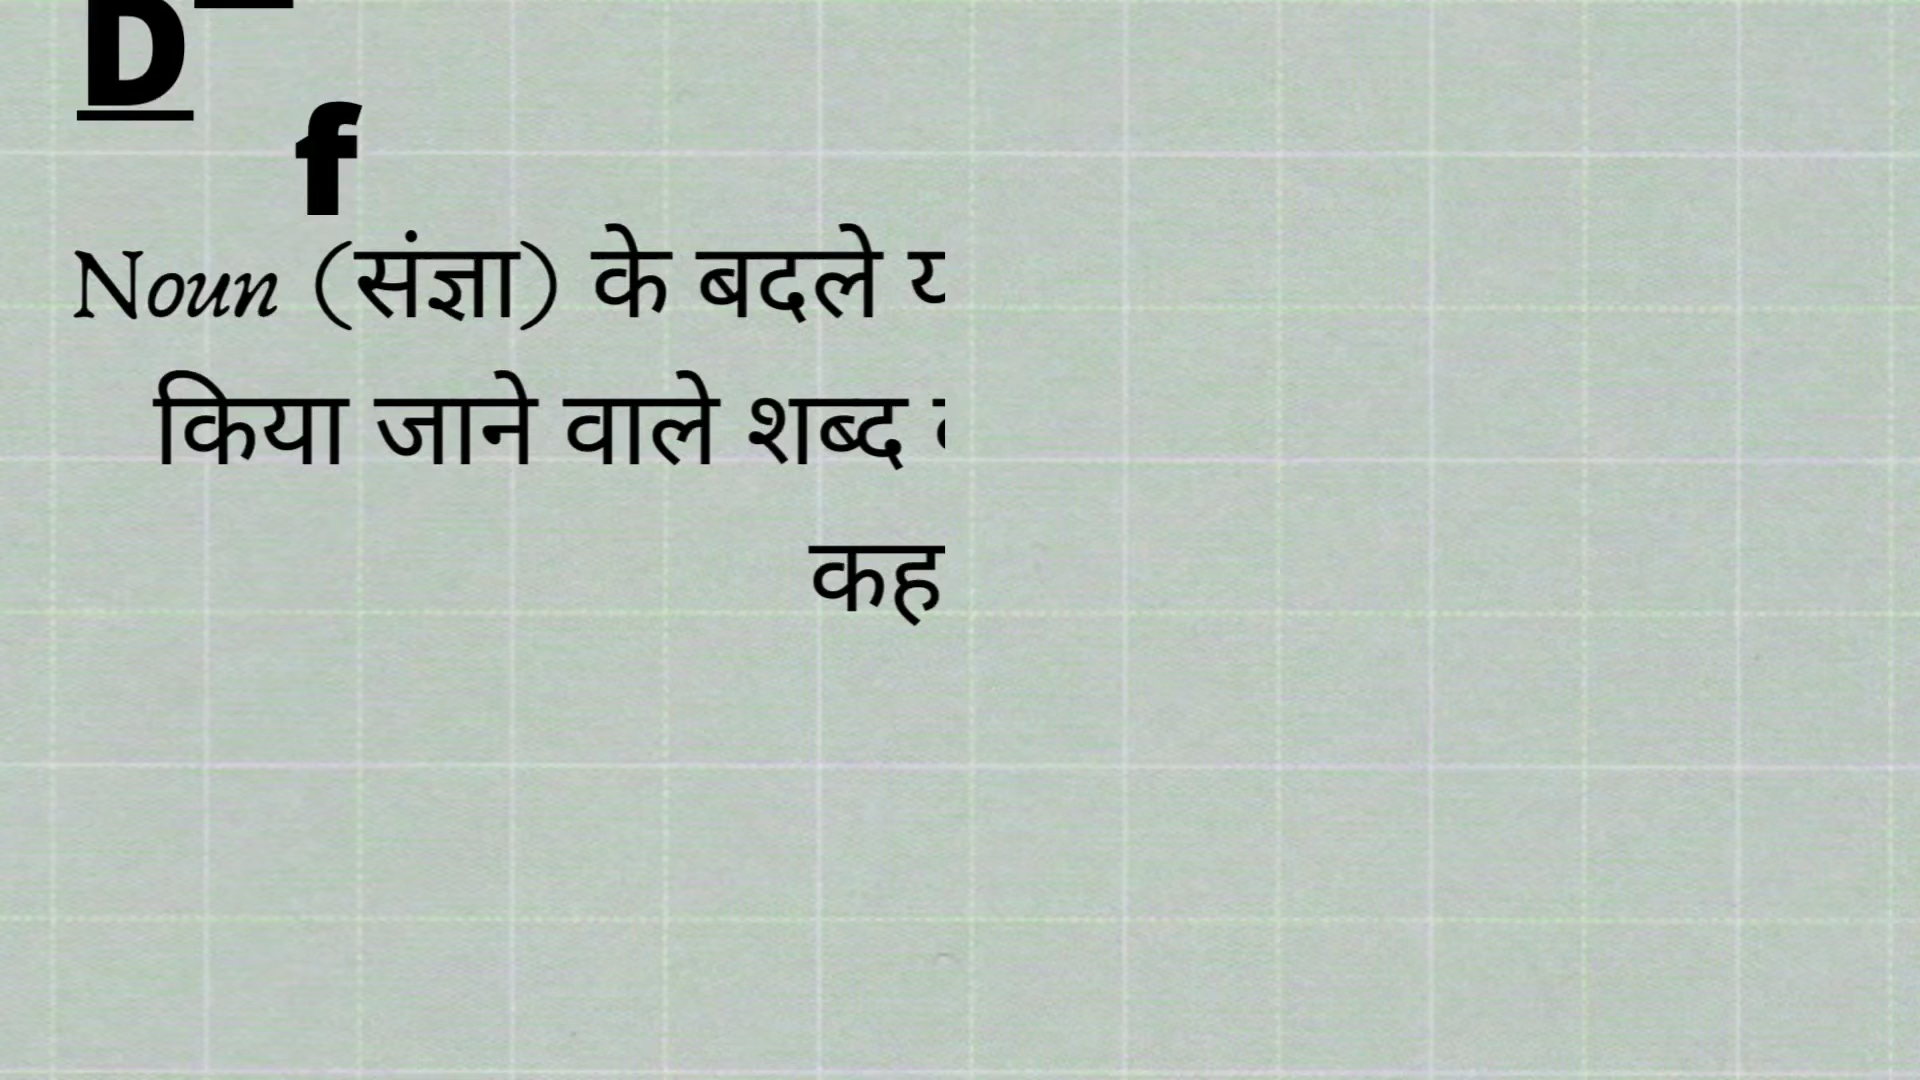 D
f
Noun (संज्ञा) के बदले
किया जाने वाले शब्द
कह